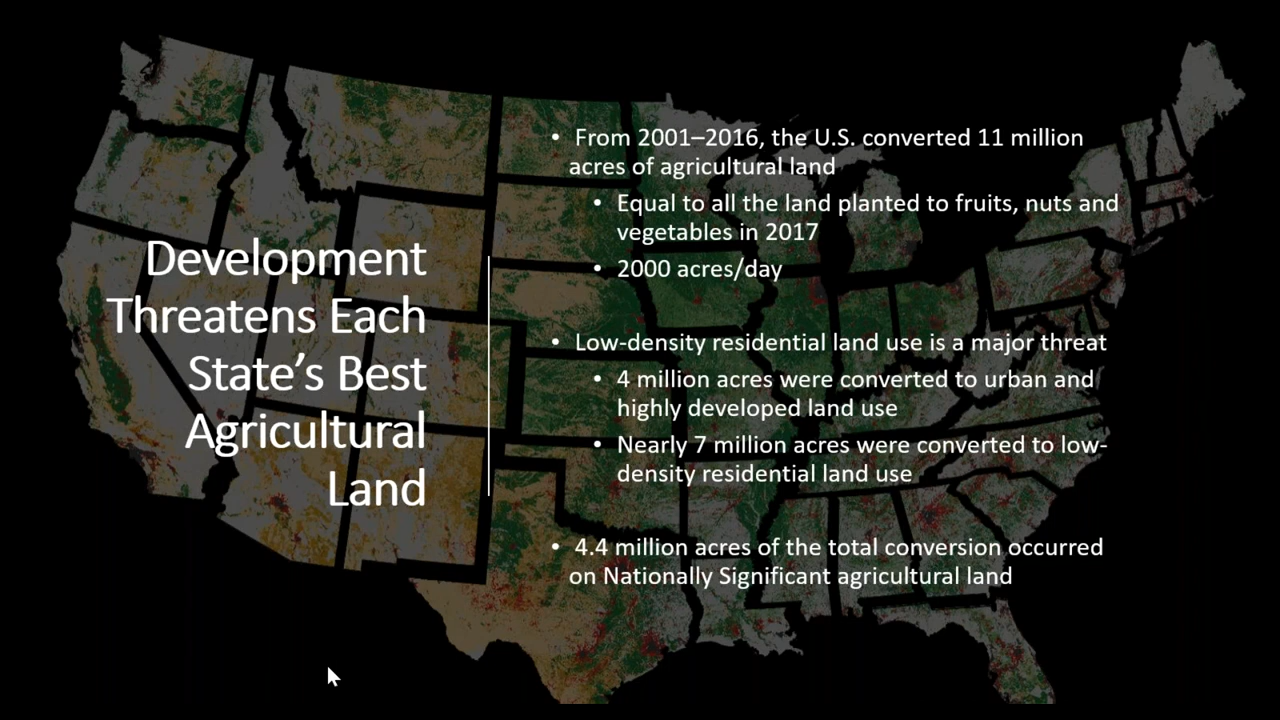 Development
Threatens Each
State's Best
Agricultural
Land
• From 2001–2016, the U.S. converted 11 million
acres of agricultural land
• Equal to all the land planted to fruits, nuts and
vegetables in 2017
• 2000 acres/day
• Low-density residential land use is a major threat
• 4 million acres were converted to urban and
highly developed land use
• Nearly 7 million acres were converted to low-
density residential land use
• 4.4 million acres of the total conversion occurred
on Nationally Significant agricultural land